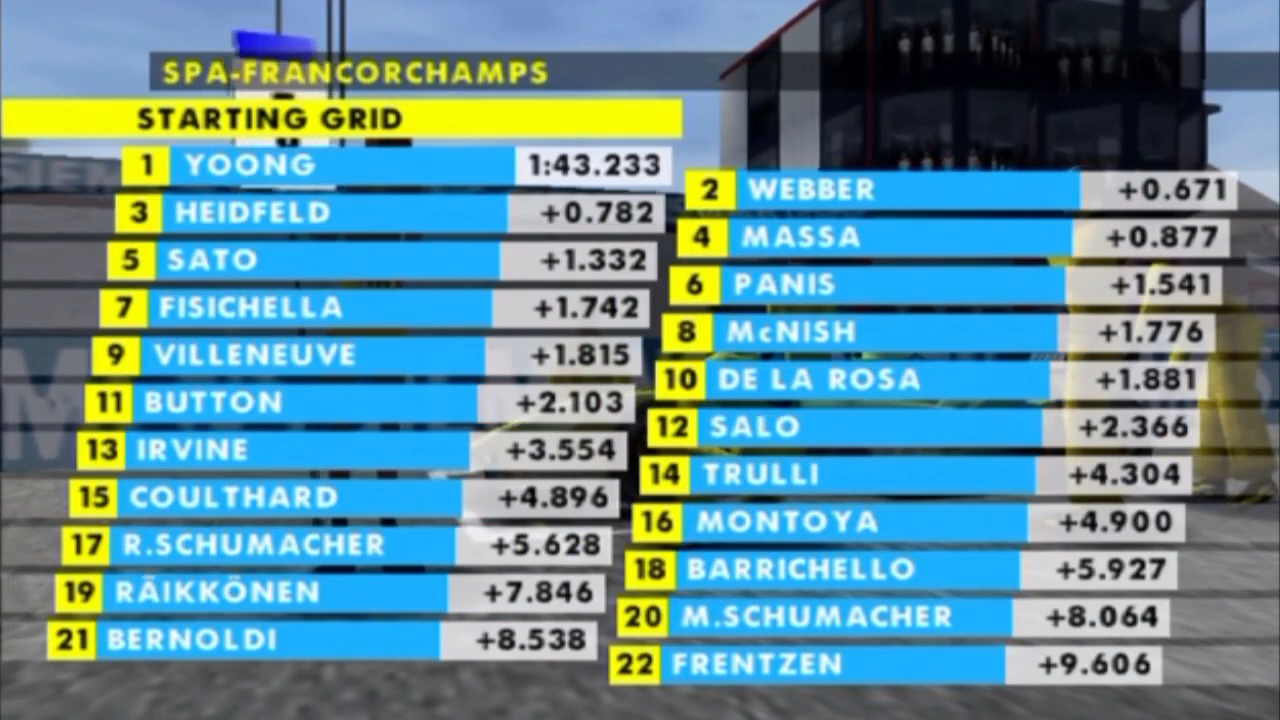 SPA-FRANCORCHAMPS
STARTING GRID
1 YOONG 1:43.233
2 WEBBER +0.671
3 HEIDFELD +0.782
4 MASSA +0.877
5 SATO +1.332
6 PANIS +1.541
7 FISICHELLA +1.742
8 McNISH +1.776
9 VILLENEUVE +1.815
10 DE LA ROSA +1.881
11 BUTTON +2.103
12 SALO +2.366
13 IRVINE +3.554
14 TRULLI +4.304
15 COULTHARD +4.896
16 MONTOYA +4.900
17 R.SCHUMACHER +5.628
18 BARRICHELLO +5.927
19 RÄIKKÖNEN +7.846
20 M.SCHUMACHER +8.064
21 BERNOLDI +8.538
22 FRENTZEN +9.606